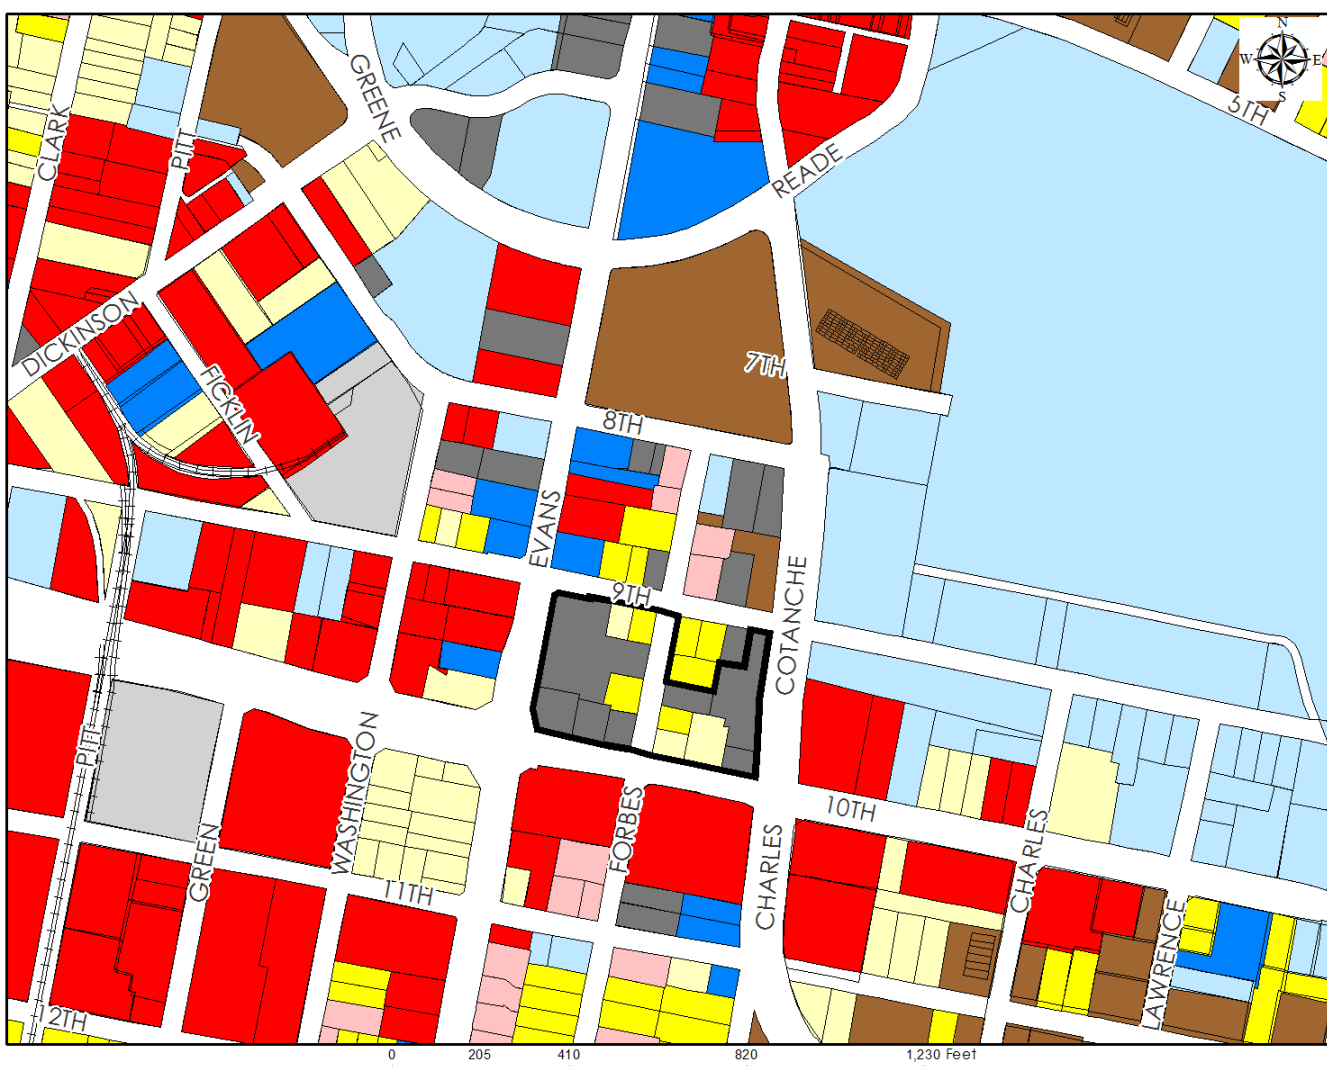 N
W E
S
5TH
GREENE
CLARK
PITT
READE
DICKINSON
7TH
FICKLIN
8TH
EVANS
9TH
COTANCHE
PITT
WASHINGTON
FORBES
10TH
CHARLES
CHARLES
GREEN
11TH
LAWRENCE
12TH
0 205 410 820 1,230 Feet